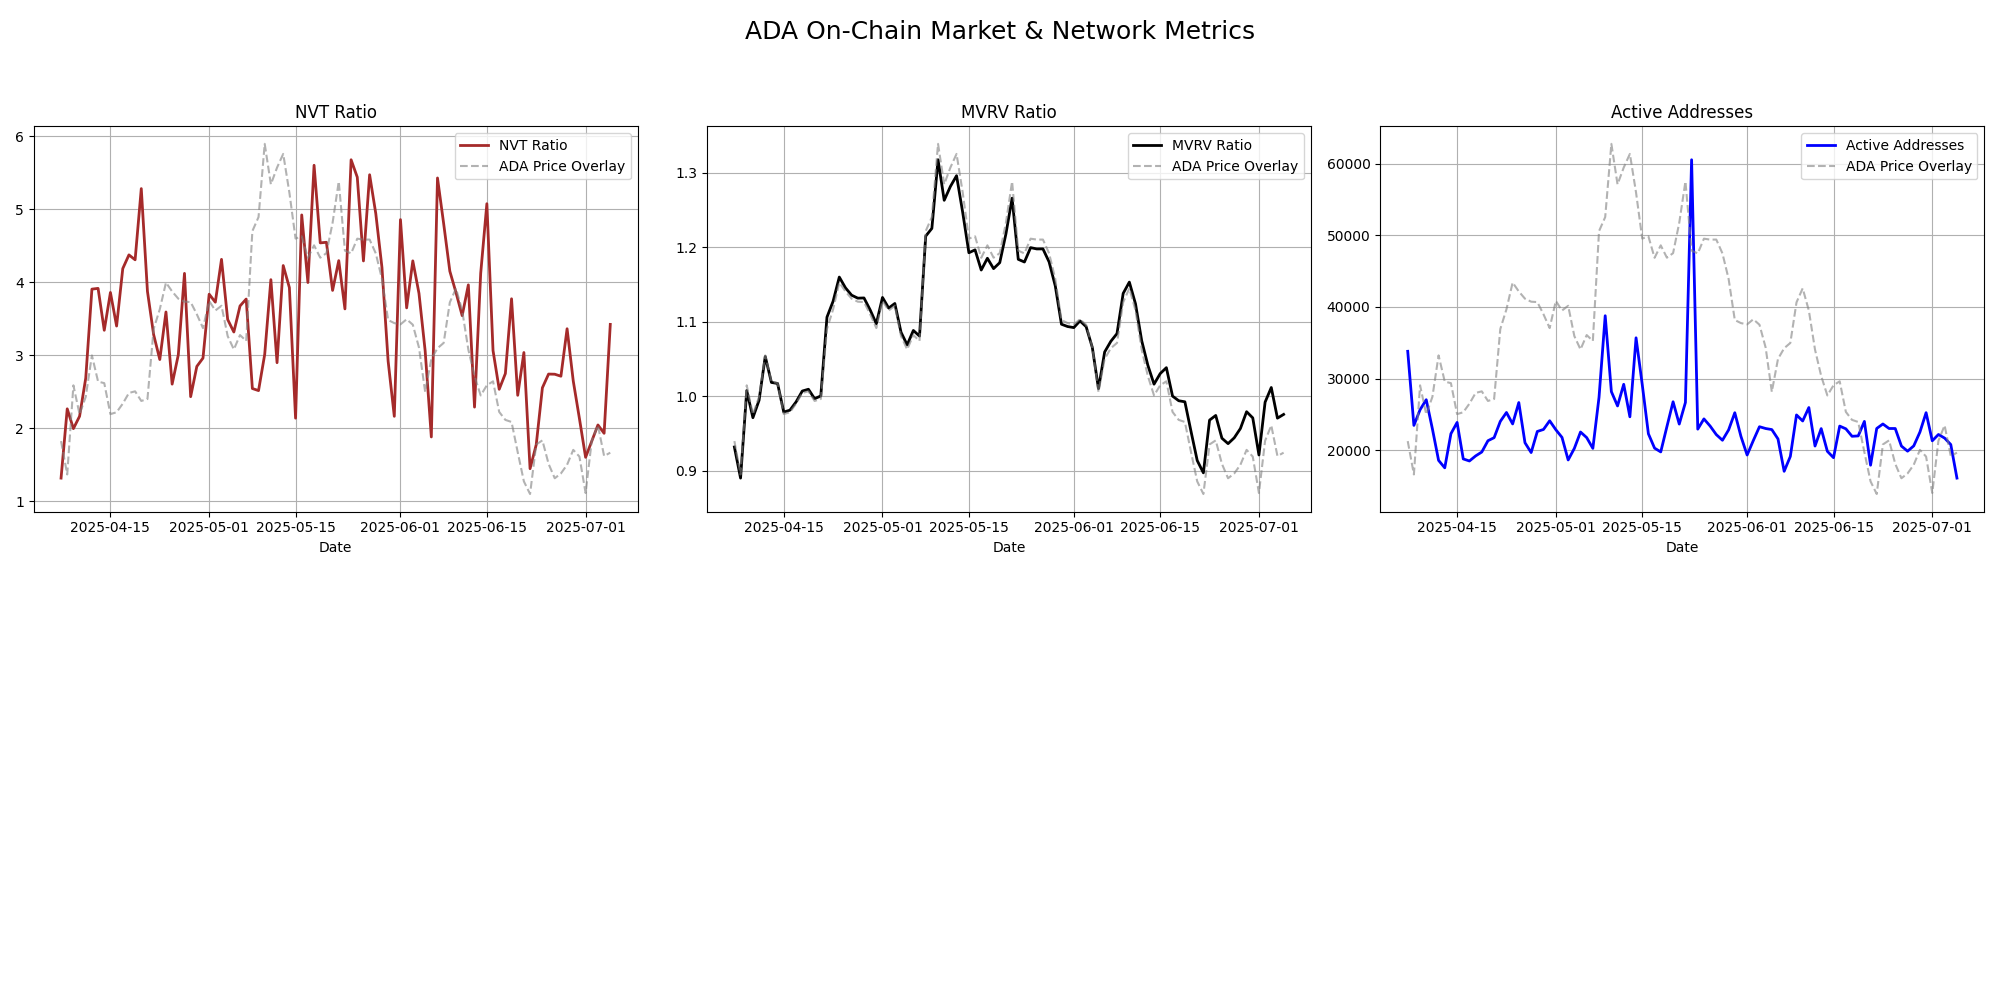 ADA On-Chain Market & Network Metrics
NVT Ratio
NVT Ratio
ADA Price Overlay
6
5
4
3
2
1
2025-04-15 2025-05-01 2025-05-15 2025-06-01 2025-06-15 2025-07-01
Date
MVRV Ratio
MVRV Ratio
ADA Price Overlay
1.3
1.2
1.1
1.0
0.9
2025-04-15 2025-05-01 2025-05-15 2025-06-01 2025-06-15 2025-07-01
Date
Active Addresses
Active Addresses
ADA Price Overlay
60000
50000
40000
30000
20000
2025-04-15 2025-05-01 2025-05-15 2025-06-01 2025-06-15 2025-07-01
Date